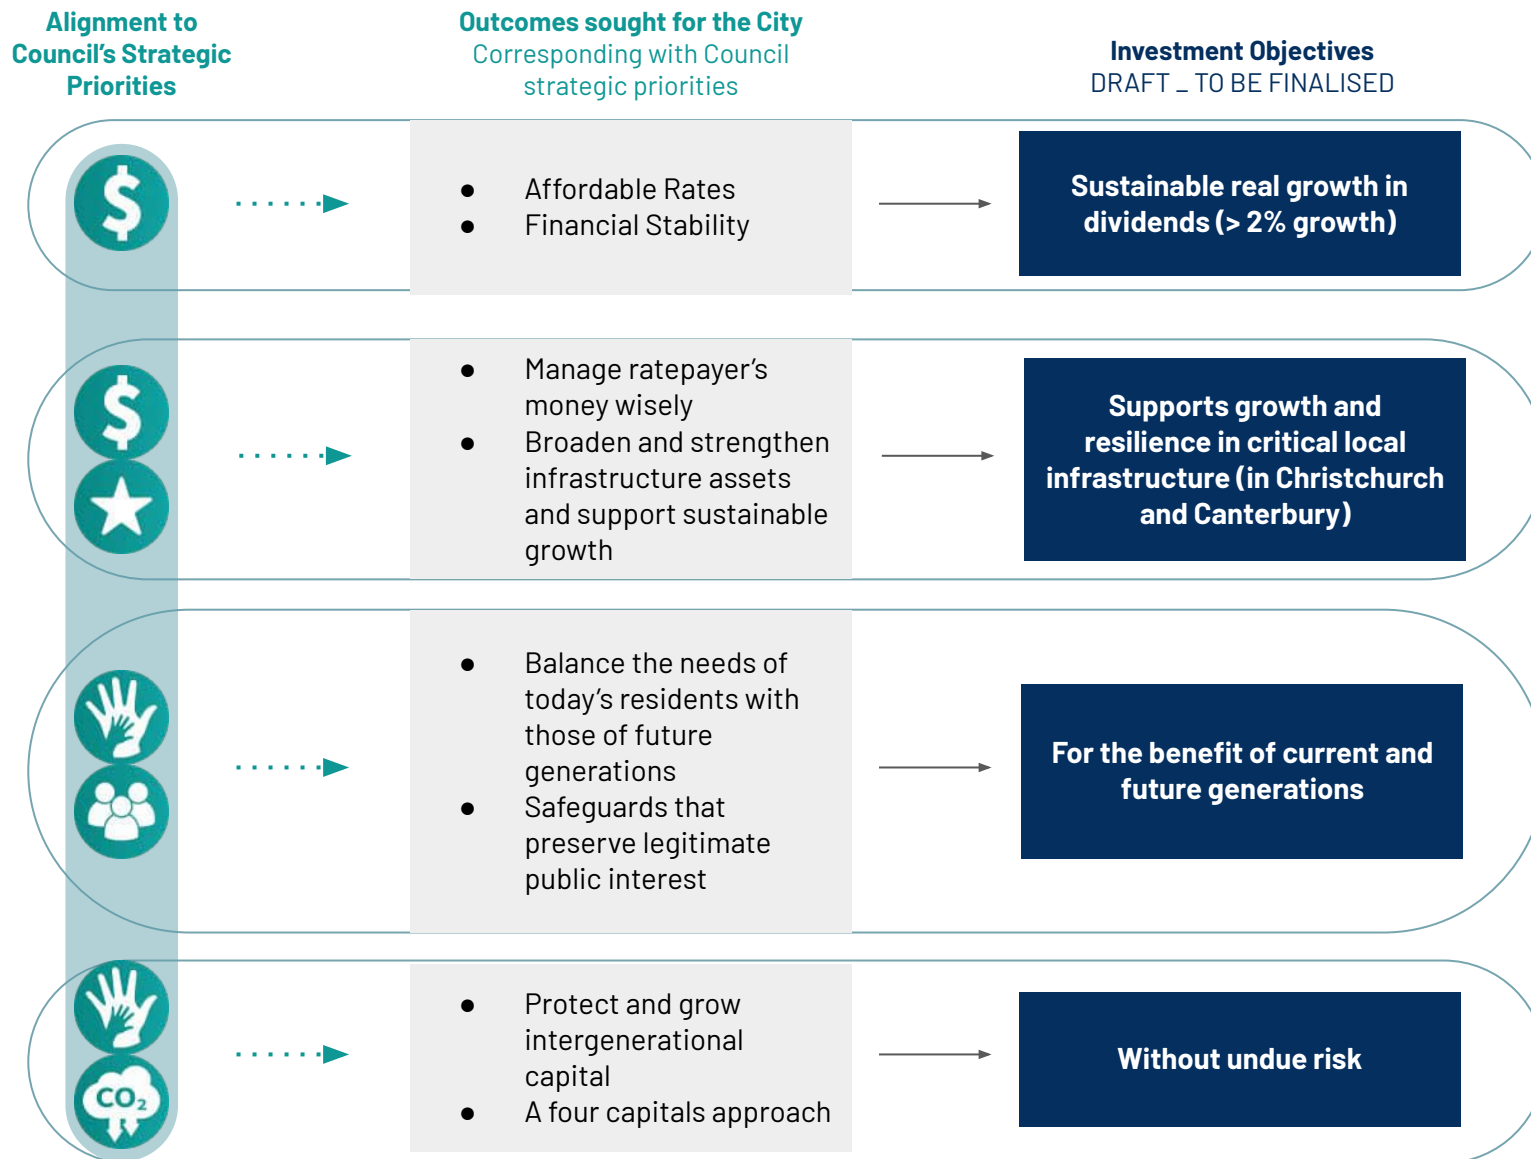 Alignment to
Council's Strategic
Priorities
Outcomes sought for the City
Corresponding with Council
strategic priorities
Investment Objectives
DRAFT _ TO BE FINALISED
$
● Affordable Rates
● Financial Stability
Sustainable real growth in
dividends (> 2% growth)
$
● Manage ratepayer's
money wisely
● Broaden and strengthen
infrastructure assets
and support sustainable
growth
Supports growth and
resilience in critical local
infrastructure (in Christchurch
and Canterbury)
● Balance the needs of
today's residents with
those of future
generations
● Safeguards that
preserve legitimate
public interest
For the benefit of current and
future generations
CO₂
● Protect and grow
intergenerational
capital
● A four capitals approach
Without undue risk